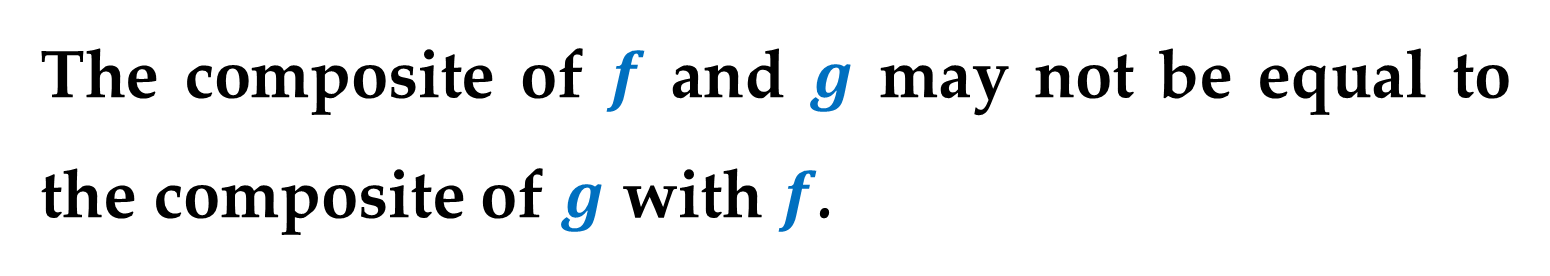 The composite of f and g may not be equal to
the composite of g with f.